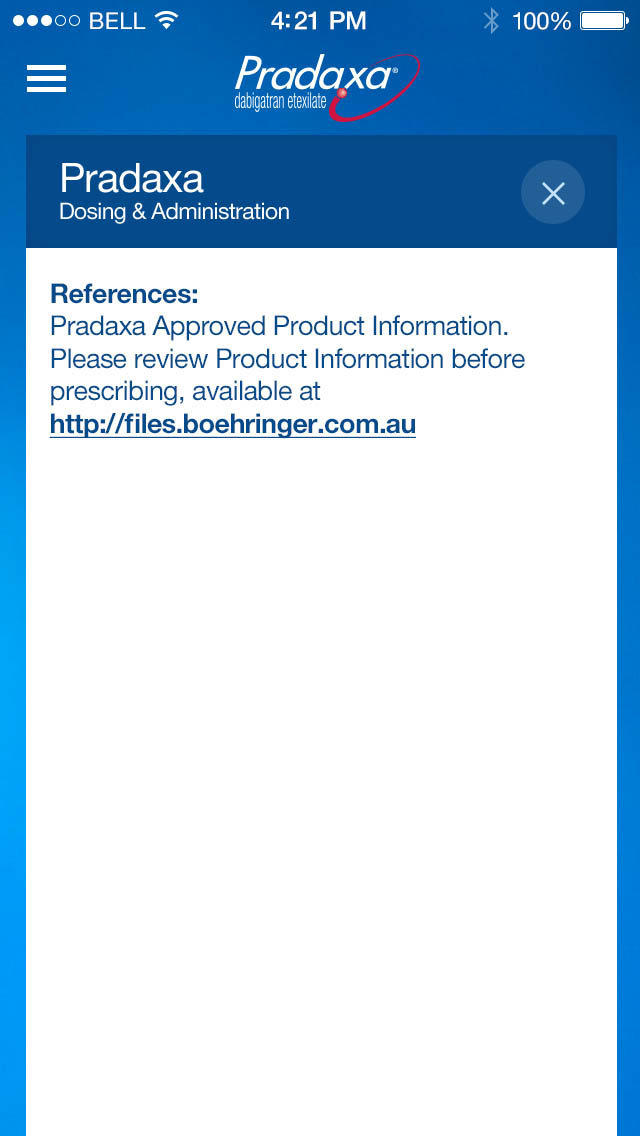 BELL 4:21 PM 100%
Pradaxa®
dabigatran etexilate
Pradaxa
Dosing & Administration
References:
Pradaxa Approved Product Information.
Please review Product Information before
prescribing, available at
http://files.boehringer.com.au